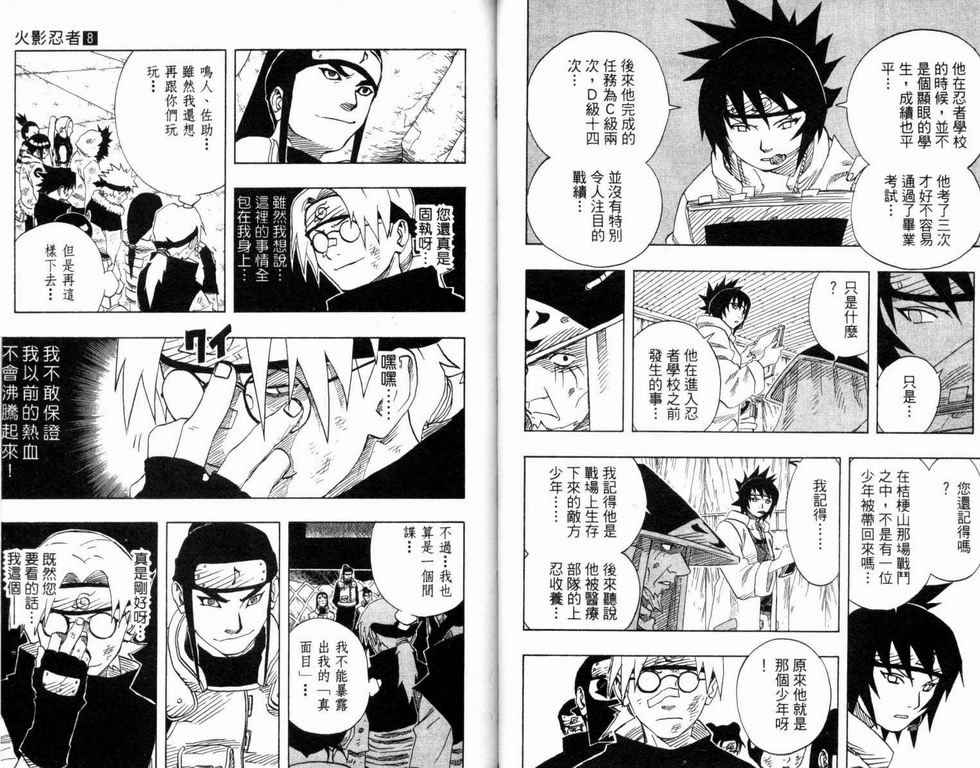 他在忍者學校
的時候，並不
是個顯眼的學
生，成績也平
平…
他考了三次
才好不容易
通過了畢業
考試…
後來他完成的
任務為C級兩
次，D級十四
次…
並沒有特別
令人注目的
戰績…
只是…
只是什麼
？
他在進入忍
者學校之前
發生的事…
您還記得嗎
？
在桔梗山那場戰鬥
之中，不是有一位
少年被帶回來嗎…
我記得…
我記得他是
戰場上生存
下來的敵方
少年……
後來聽說
他被醫療
部隊的上
忍收養…
原來他就是
那個少年呀
！
火影忍者8
您還真是
固執呀…
雖然我想說…
這裡的事情全
包在我身上…
鳴人、佐助…
雖然我還想
再跟你們玩
玩…
但是再這
樣下去…
嘿嘿……
クイ
我不敢保證
我以前的熱血
不會沸騰起來！
不過…我也
算是一個間
諜…
我不能暴露
出我的「真
面目」…
真是剛好呀…
既然您
要看的話…
我這個